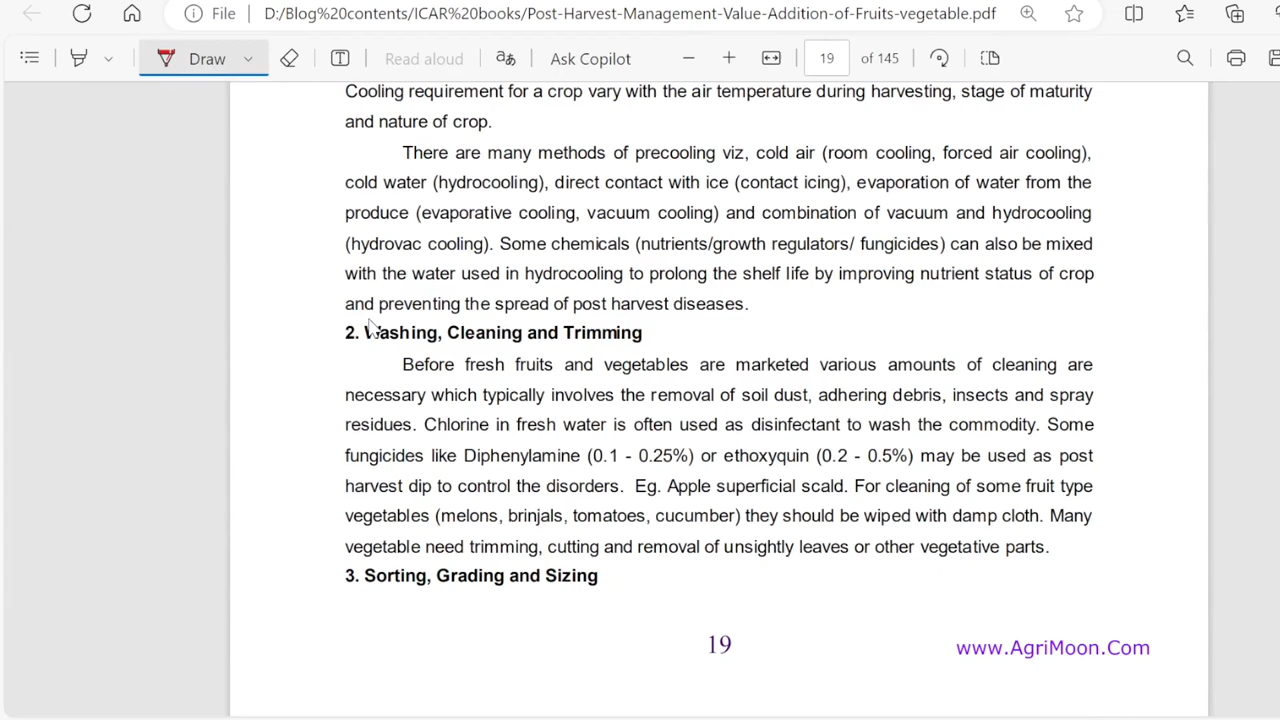 File D:/Blog%20contents/ICAR%20books/Post-Harvest-Management-Value-Addition-of-Fruits-vegetable.pdf
Draw Read aloud aあ Ask Copilot 19 of 145
Cooling requirement for a crop vary with the air temperature during harvesting, stage of maturity
and nature of crop.
There are many methods of precooling viz, cold air (room cooling, forced air cooling),
cold water (hydrocooling), direct contact with ice (contact icing), evaporation of water from the
produce (evaporative cooling, vacuum cooling) and combination of vacuum and hydrocooling
(hydrovac cooling). Some chemicals (nutrients/growth regulators/ fungicides) can also be mixed
with the water used in hydrocooling to prolong the shelf life by improving nutrient status of crop
and preventing the spread of post harvest diseases.
2. Washing, Cleaning and Trimming
Before fresh fruits and vegetables are marketed various amounts of cleaning are
necessary which typically involves the removal of soil dust, adhering debris, insects and spray
residues. Chlorine in fresh water is often used as disinfectant to wash the commodity. Some
fungicides like Diphenylamine (0.1 - 0.25%) or ethoxyquin (0.2 - 0.5%) may be used as post
harvest dip to control the disorders. Eg. Apple superficial scald. For cleaning of some fruit type
vegetables (melons, brinjals, tomatoes, cucumber) they should be wiped with damp cloth. Many
vegetable need trimming, cutting and removal of unsightly leaves or other vegetative parts.
3. Sorting, Grading and Sizing
19
www.AgriMoon.Com